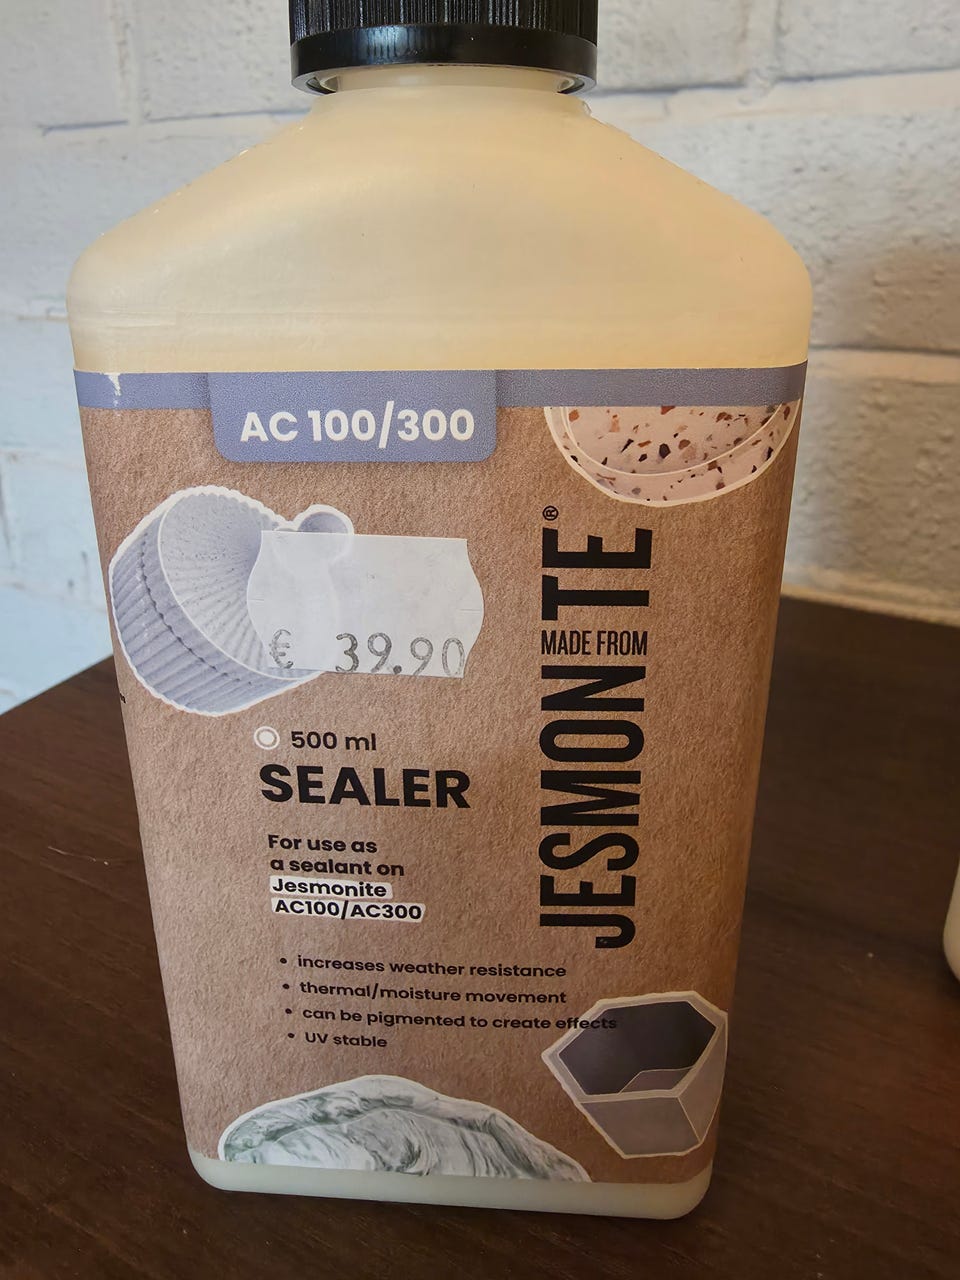 AC 100/300
€ 39.90
500 ml
SEALER
For use as
a sealant on
Jesmonite
AC100/AC300
• increases weather resistance
• thermal/moisture movement
• can be pigmented to create effects
• UV stable
JESMONITE®
MADE FROM